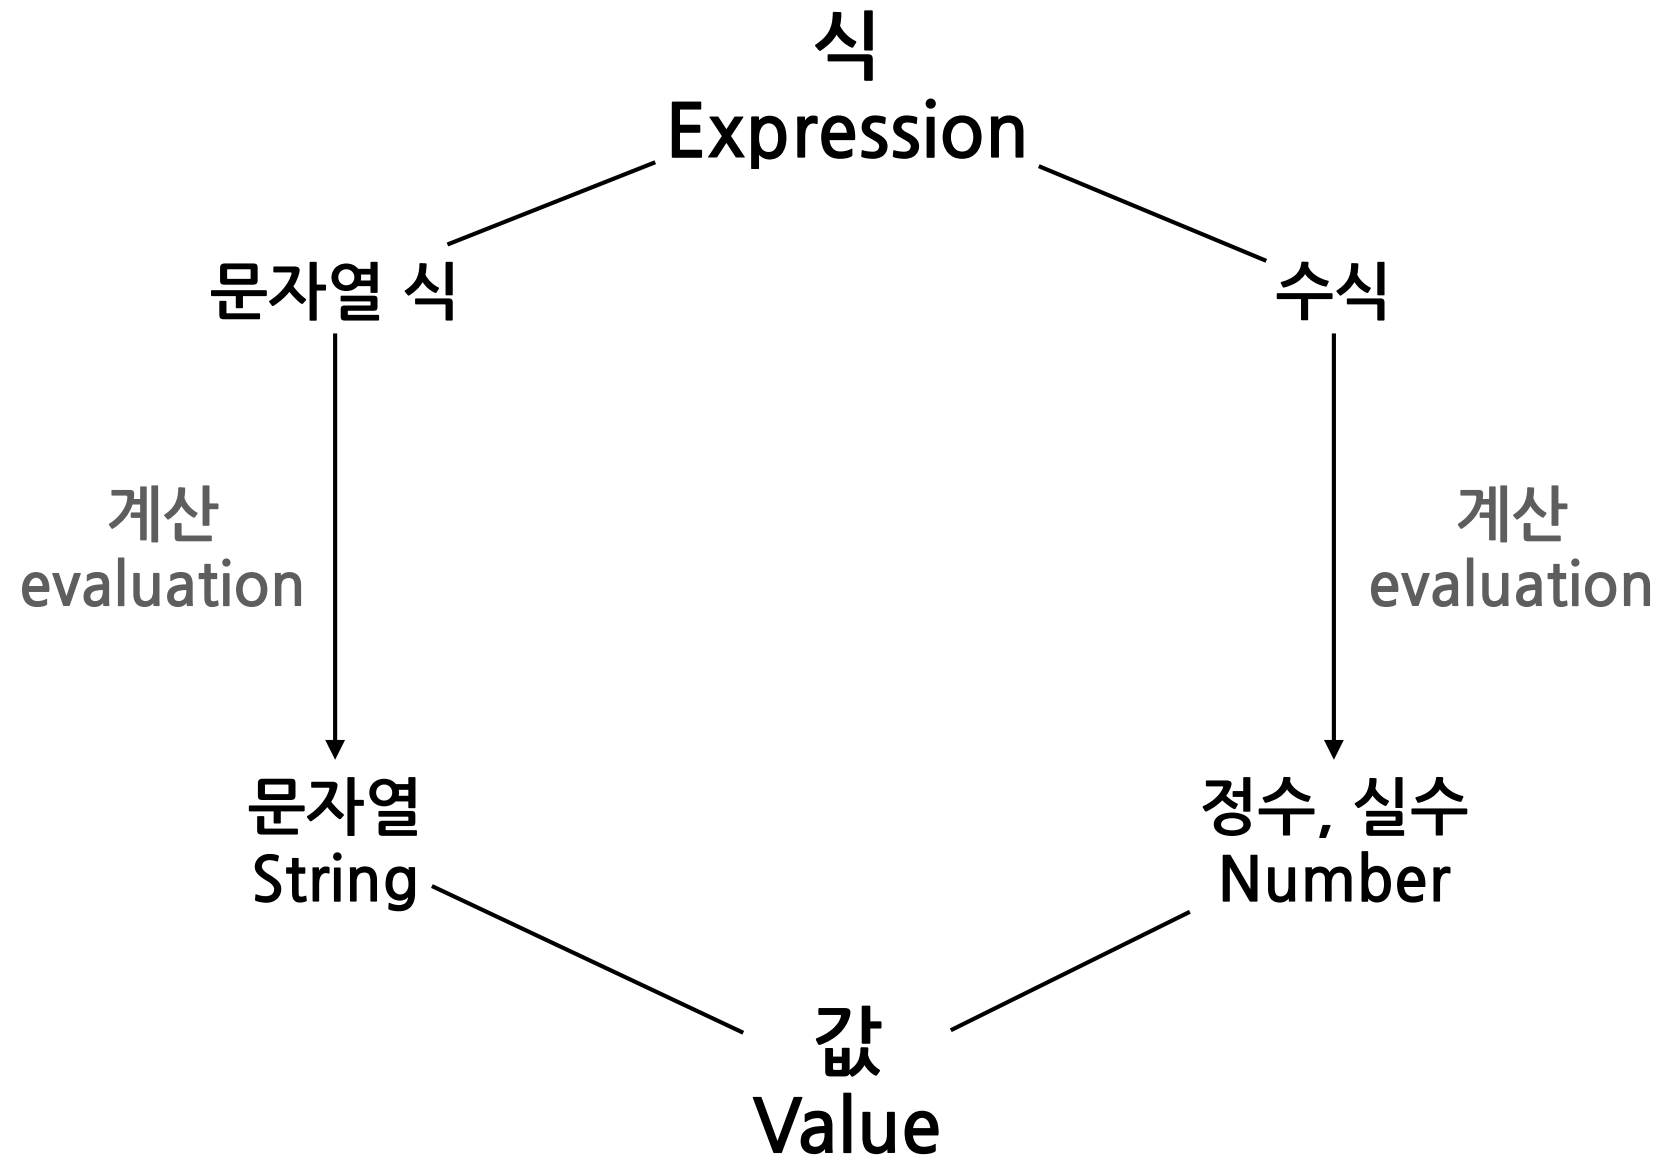 식
Expression
문자열 식
수식
계산
evaluation
계산
evaluation
문자열
String
정수, 실수
Number
값
Value